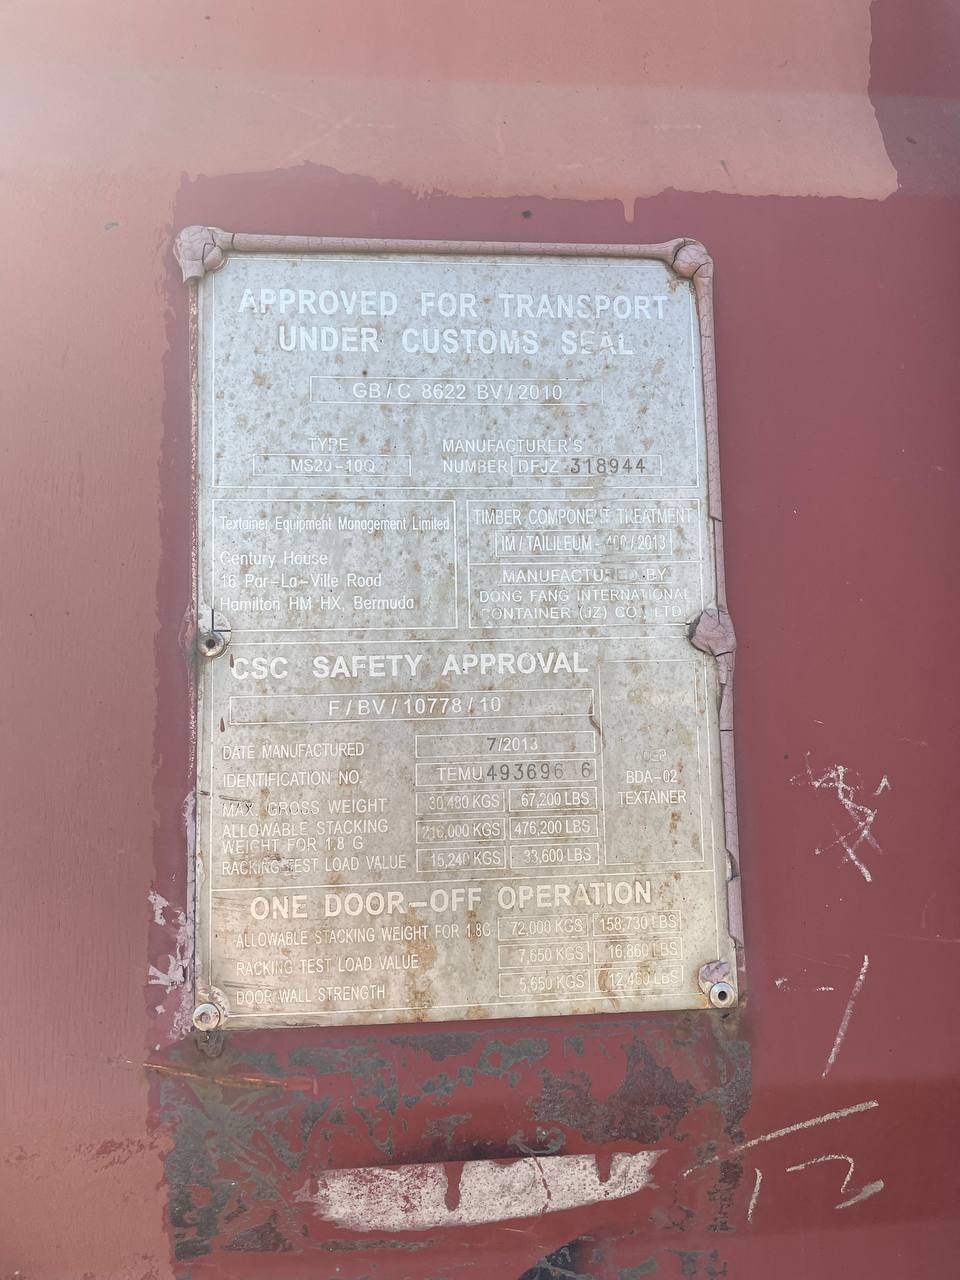 APPROVED FOR TRANSPORT
UNDER CUSTOMS SEAL
GB/C 8622 BV/2010
TYPE
MS20-10Q
MANUFACTURER'S
NUMBER DFJZ 318944
Textainer Equipment Management Limited
Century House
16 Par-La-Ville Road
Hamilton HM HX, Bermuda
TIMBER COMPONENT TREATMENT
IM/TAILILEUM-400/2013
MANUFACTURED BY
DONG FANG INTERNATIONAL
CONTAINER (JZ) CO., LTD.
CSC SAFETY APPROVAL
F/BV/10778/10
DATE MANUFACTURED 7/2013
IDENTIFICATION NO. TEMU 493696 6
MAX. GROSS WEIGHT 30,480 KGS 67,200 LBS
ALLOWABLE STACKING
WEIGHT FOR 1.8 G 216,000 KGS 476,200 LBS
RACKING TEST LOAD VALUE 15,240 KGS 33,600 LBS
BDA-02
TEXTAINER
ONE DOOR-OFF OPERATION
ALLOWABLE STACKING WEIGHT FOR 1.8G 72,000 KGS 158,730 LBS
RACKING TEST LOAD VALUE 7,650 KGS 16,860 LBS
DOOR WALL STRENGTH 5,650 KGS 12,460 LBS